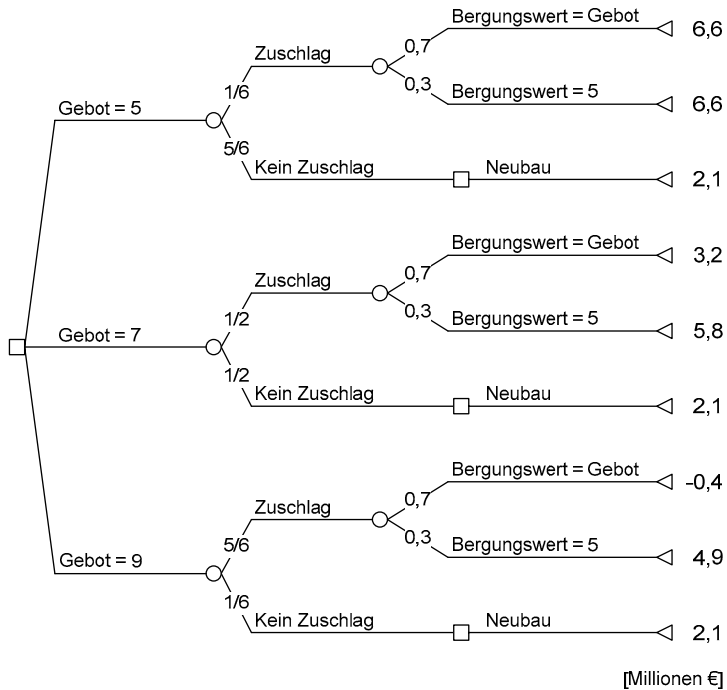 Bergungswert = Gebot 6,6
Zuschlag 0,7
0,3
1/6 Bergungswert = 5 6,6
Gebot = 5
5/6
Kein Zuschlag Neubau 2,1
Bergungswert = Gebot 3,2
Zuschlag 0,7
0,3
1/2 Bergungswert = 5 5,8
Gebot = 7
1/2
Kein Zuschlag Neubau 2,1
Bergungswert = Gebot -0,4
Zuschlag 0,7
0,3
5/6 Bergungswert = 5 4,9
Gebot = 9
1/6
Kein Zuschlag Neubau 2,1
[Millionen €]